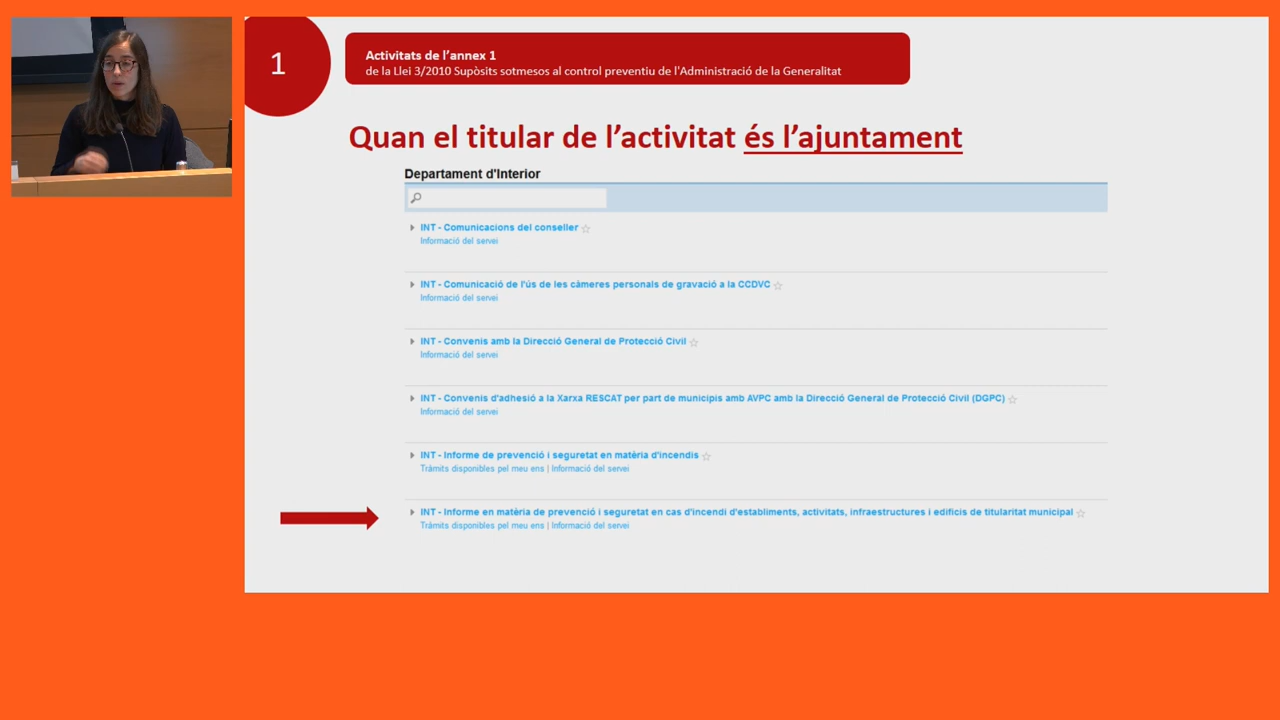 1
Activitats de l'annex 1
de la Llei 3/2010 Supòsits sotmesos al control preventiu de l'Administració de la Generalitat
Quan el titular de l'activitat és l'ajuntament
Departament d'Interior
INT - Comunicacions del conseller
Informació del servei
INT - Comunicació de l'ús de les càmeres personals de gravació a la CCDVC
Informació del servei
INT - Convenis amb la Direcció General de Protecció Civil
Informació del servei
INT - Convenis d'adhesió a la Xarxa RESCAT per part de municipis amb AVPC amb la Direcció General de Protecció Civil (DGPC)
Informació del servei
INT - Informe de prevenció i seguretat en matèria d'incendis
Tràmits disponibles pel meu ens | Informació del servei
INT - Informe en matèria de prevenció i seguretat en cas d'incendi d'establiments, activitats, infraestructures i edificis de titularitat municipal
Tràmits disponibles pel meu ens | Informació del servei